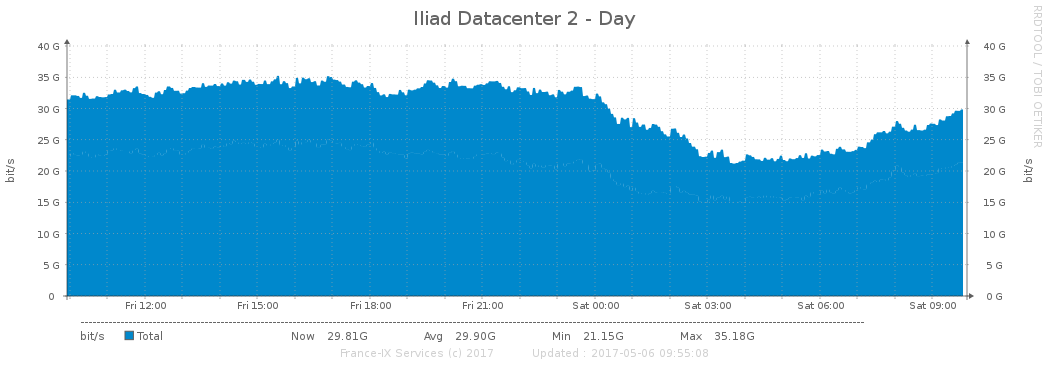 Iliad Datacenter 2 - Day
RRDTOOL / TOBI OETIKER
40 G 40 G
35 G 35 G
30 G 30 G
25 G 25 G
20 G 20 G
15 G 15 G
10 G 10 G
5 G 5 G
0 0 G
bit/s bit/s
Fri 12:00 Fri 15:00 Fri 18:00 Fri 21:00 Sat 00:00 Sat 03:00 Sat 06:00 Sat 09:00
bit/s Total Now 29.81G Avg 29.90G Min 21.15G Max 35.18G
France-IX Services (c) 2017 Updated : 2017-05-06 09:55:08